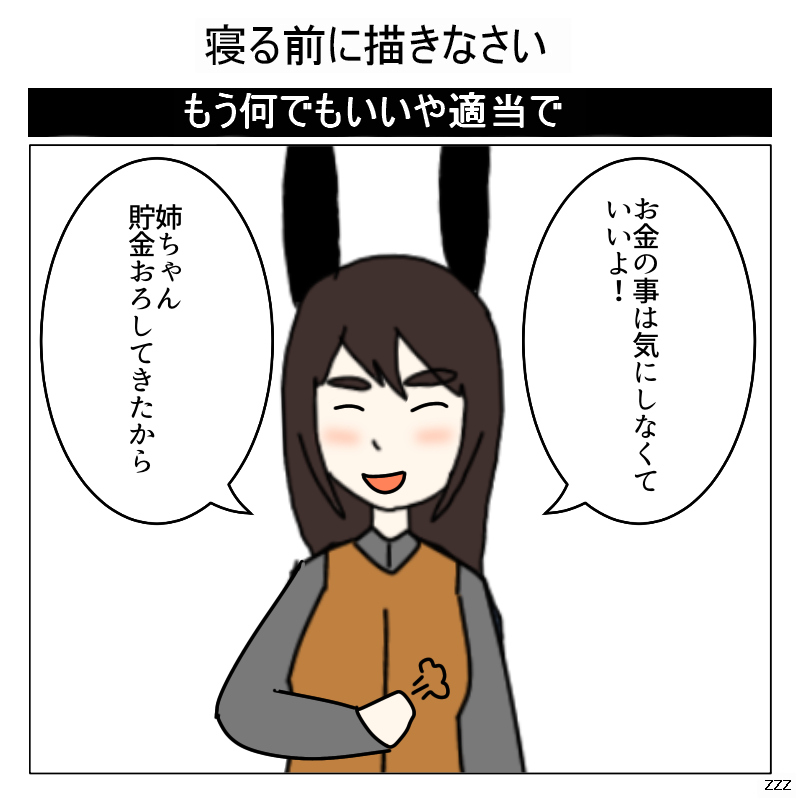 寝る前に描きなさい
もう何でもいいや適当で
お金の事は気にしなくて
いいよ！
姉ちゃん
貯金おろしてきたから
zzz